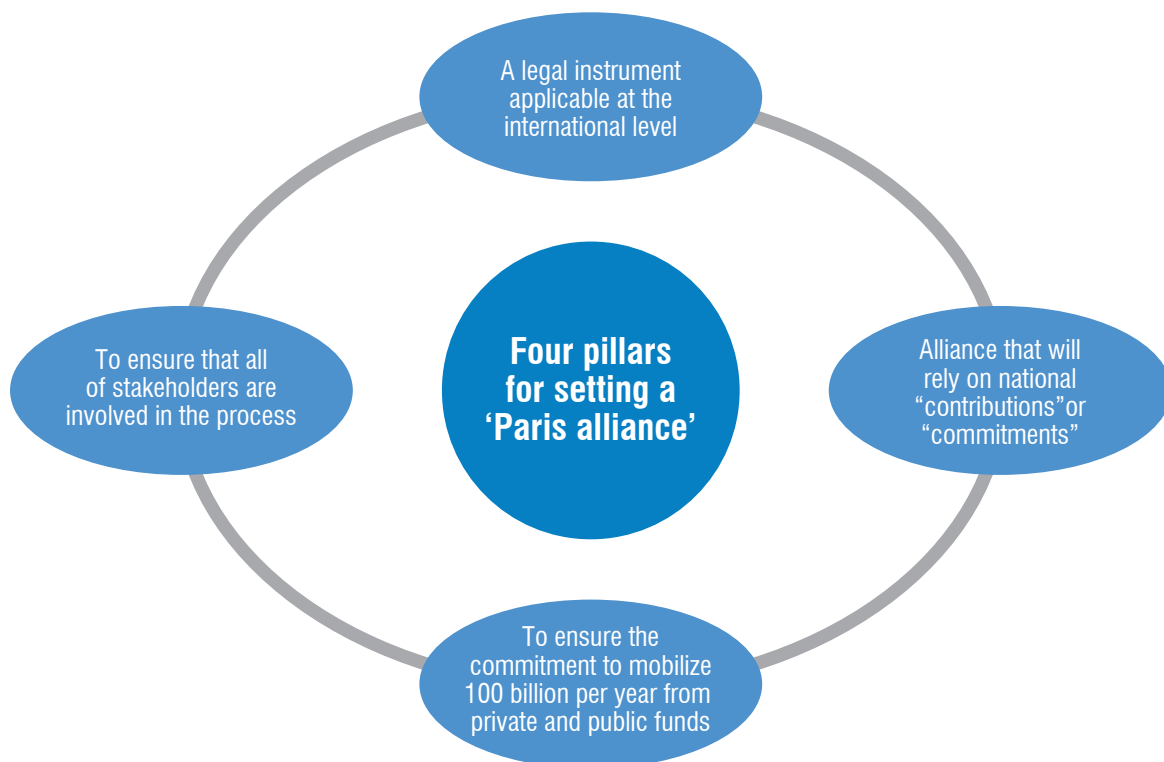 A legal instrument
applicable at the
international level
To ensure that all
of stakeholders are
involved in the process
Four pillars
for setting a
‘Paris alliance’
Alliance that will
rely on national
“contributions”or
“commitments”
To ensure the
commitment to mobilize
100 billion per year from
private and public funds